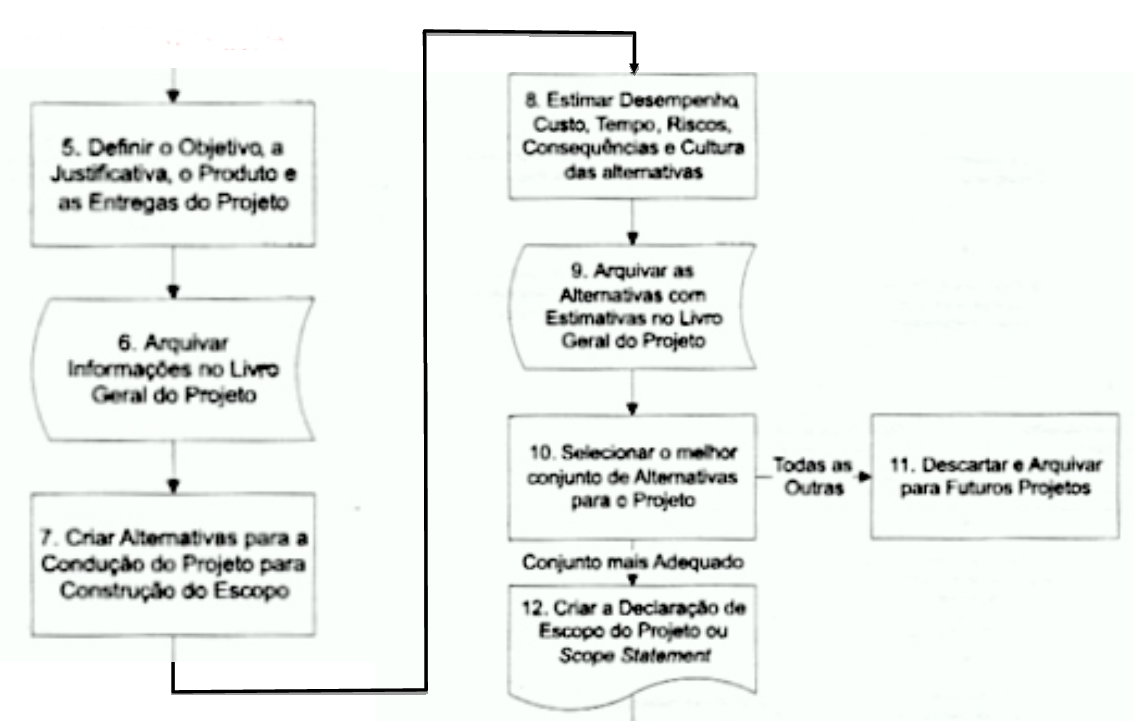 5. Definir o Objetivo, a
Justificativa, o Produto e
as Entregas do Projeto
6. Arquivar
Informações no Livro
Geral do Projeto
7. Criar Alternativas para a
Condução do Projeto para
Construção do Escopo
8. Estimar Desempenho,
Custo, Tempo, Riscos,
Consequências e Cultura
das alternativas
9. Arquivar as
Alternativas com
Estimativas no Livro
Geral do Projeto
10. Selecionar o melhor
conjunto de Alternativas
para o Projeto
Todas as
Outras
11. Descartar e Arquivar
para Futuros Projetos
Conjunto mais Adequado
12. Criar a Declaração de
Escopo do Projeto ou
Scope Statement